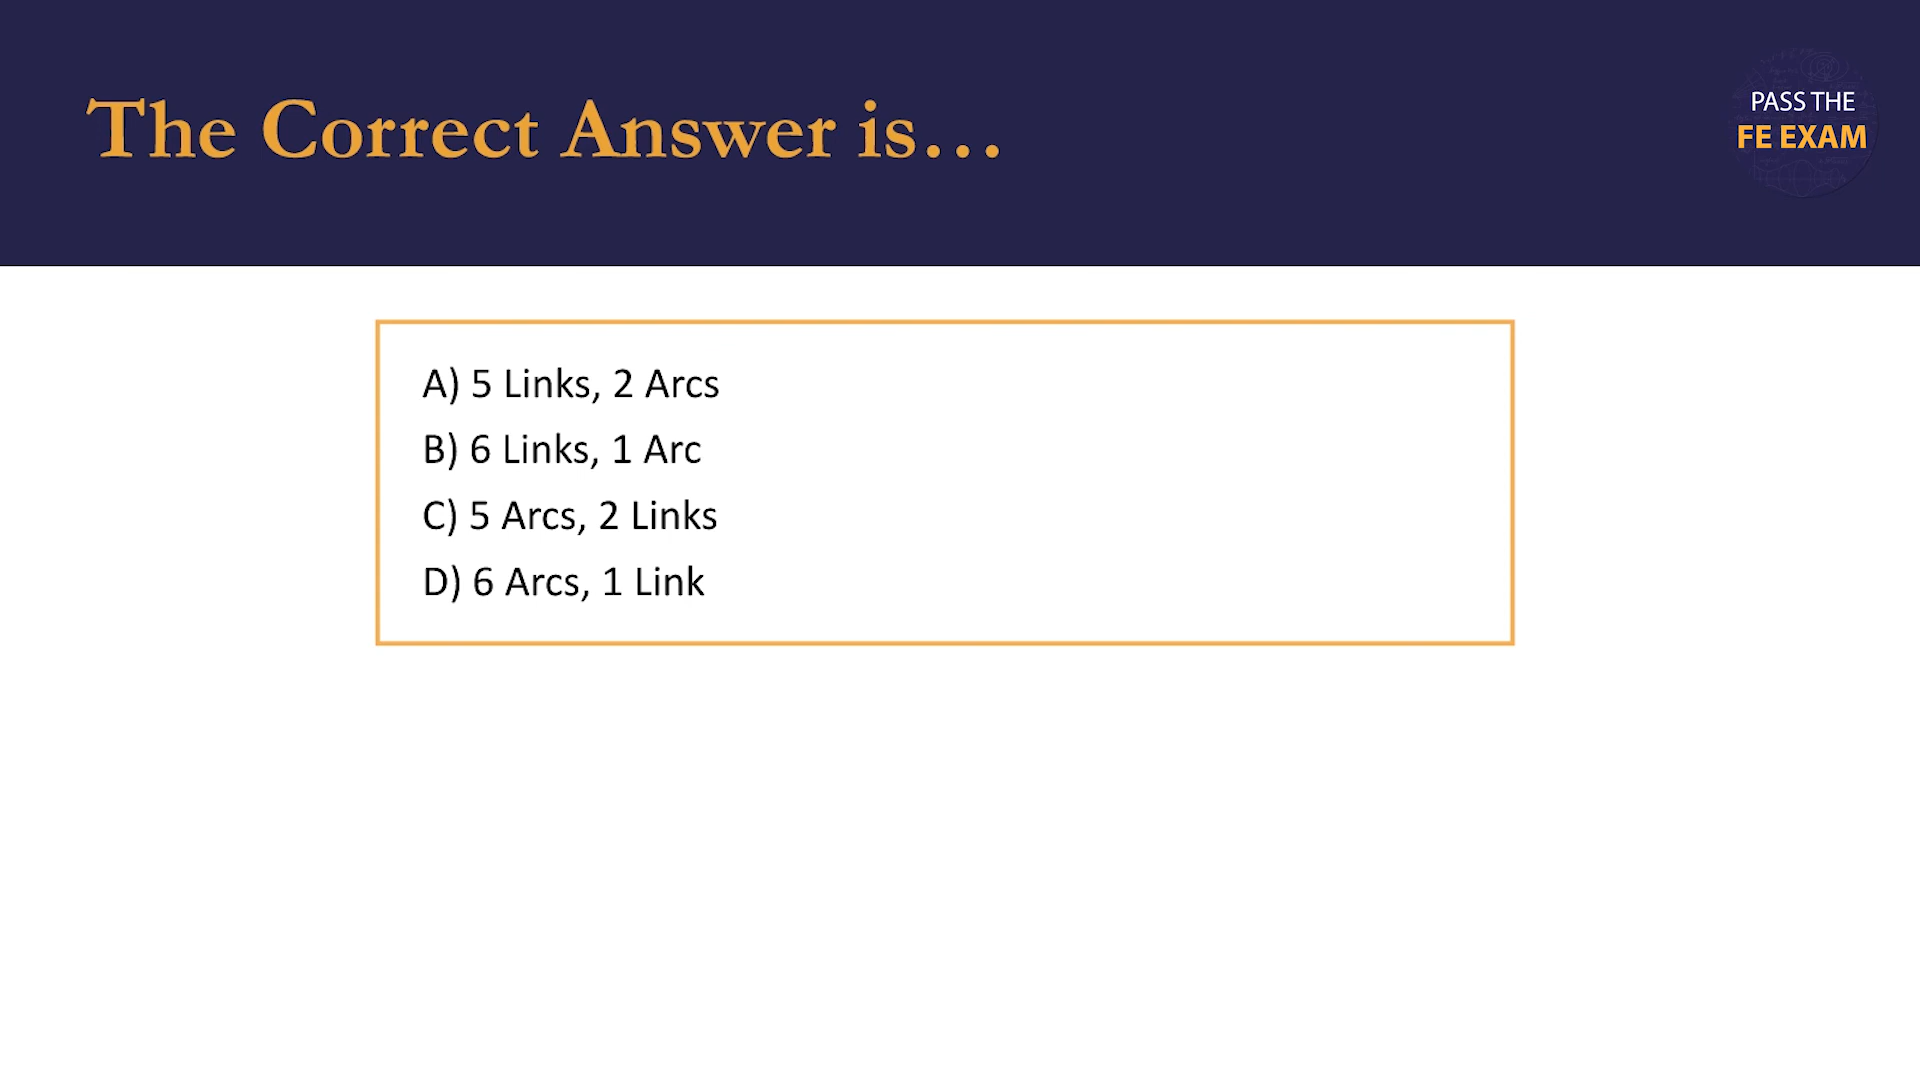 The Correct Answer is...
PASS THE
FE EXAM
A) 5 Links, 2 Arcs
B) 6 Links, 1 Arc
C) 5 Arcs, 2 Links
D) 6 Arcs, 1 Link